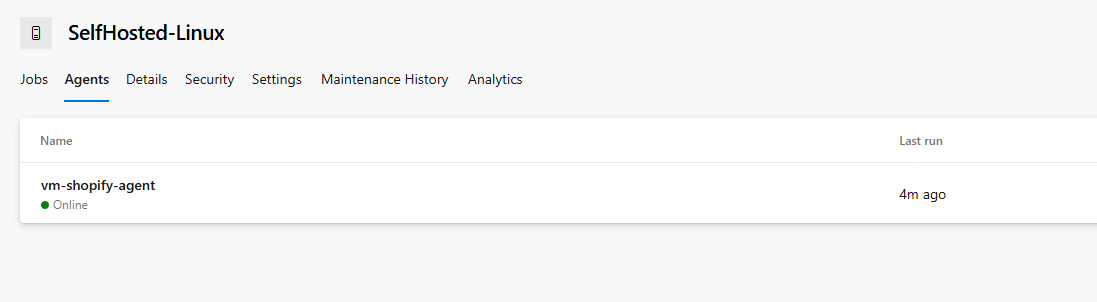 SelfHosted-Linux
Jobs Agents Details Security Settings Maintenance History Analytics
Name Last run
vm-shopify-agent
Online
4m ago